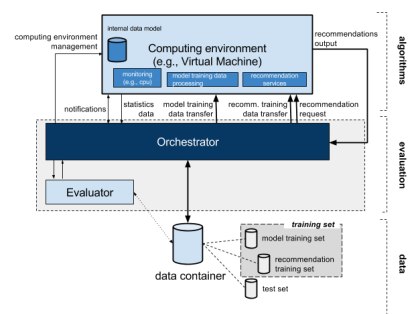 internal data model
computing environment
management
Computing environment
(e.g., Virtual Machine)
recommendations
output
monitoring
(e.g., cpu)
model training data
processing
recommendation
services
notifications
statistics
data
model training
data transfer
recomm. training
data transfer
recommendation
request
Orchestrator
Evaluator
data container
training set
model training set
recommendation
training set
test set
algorithms
evaluation
data